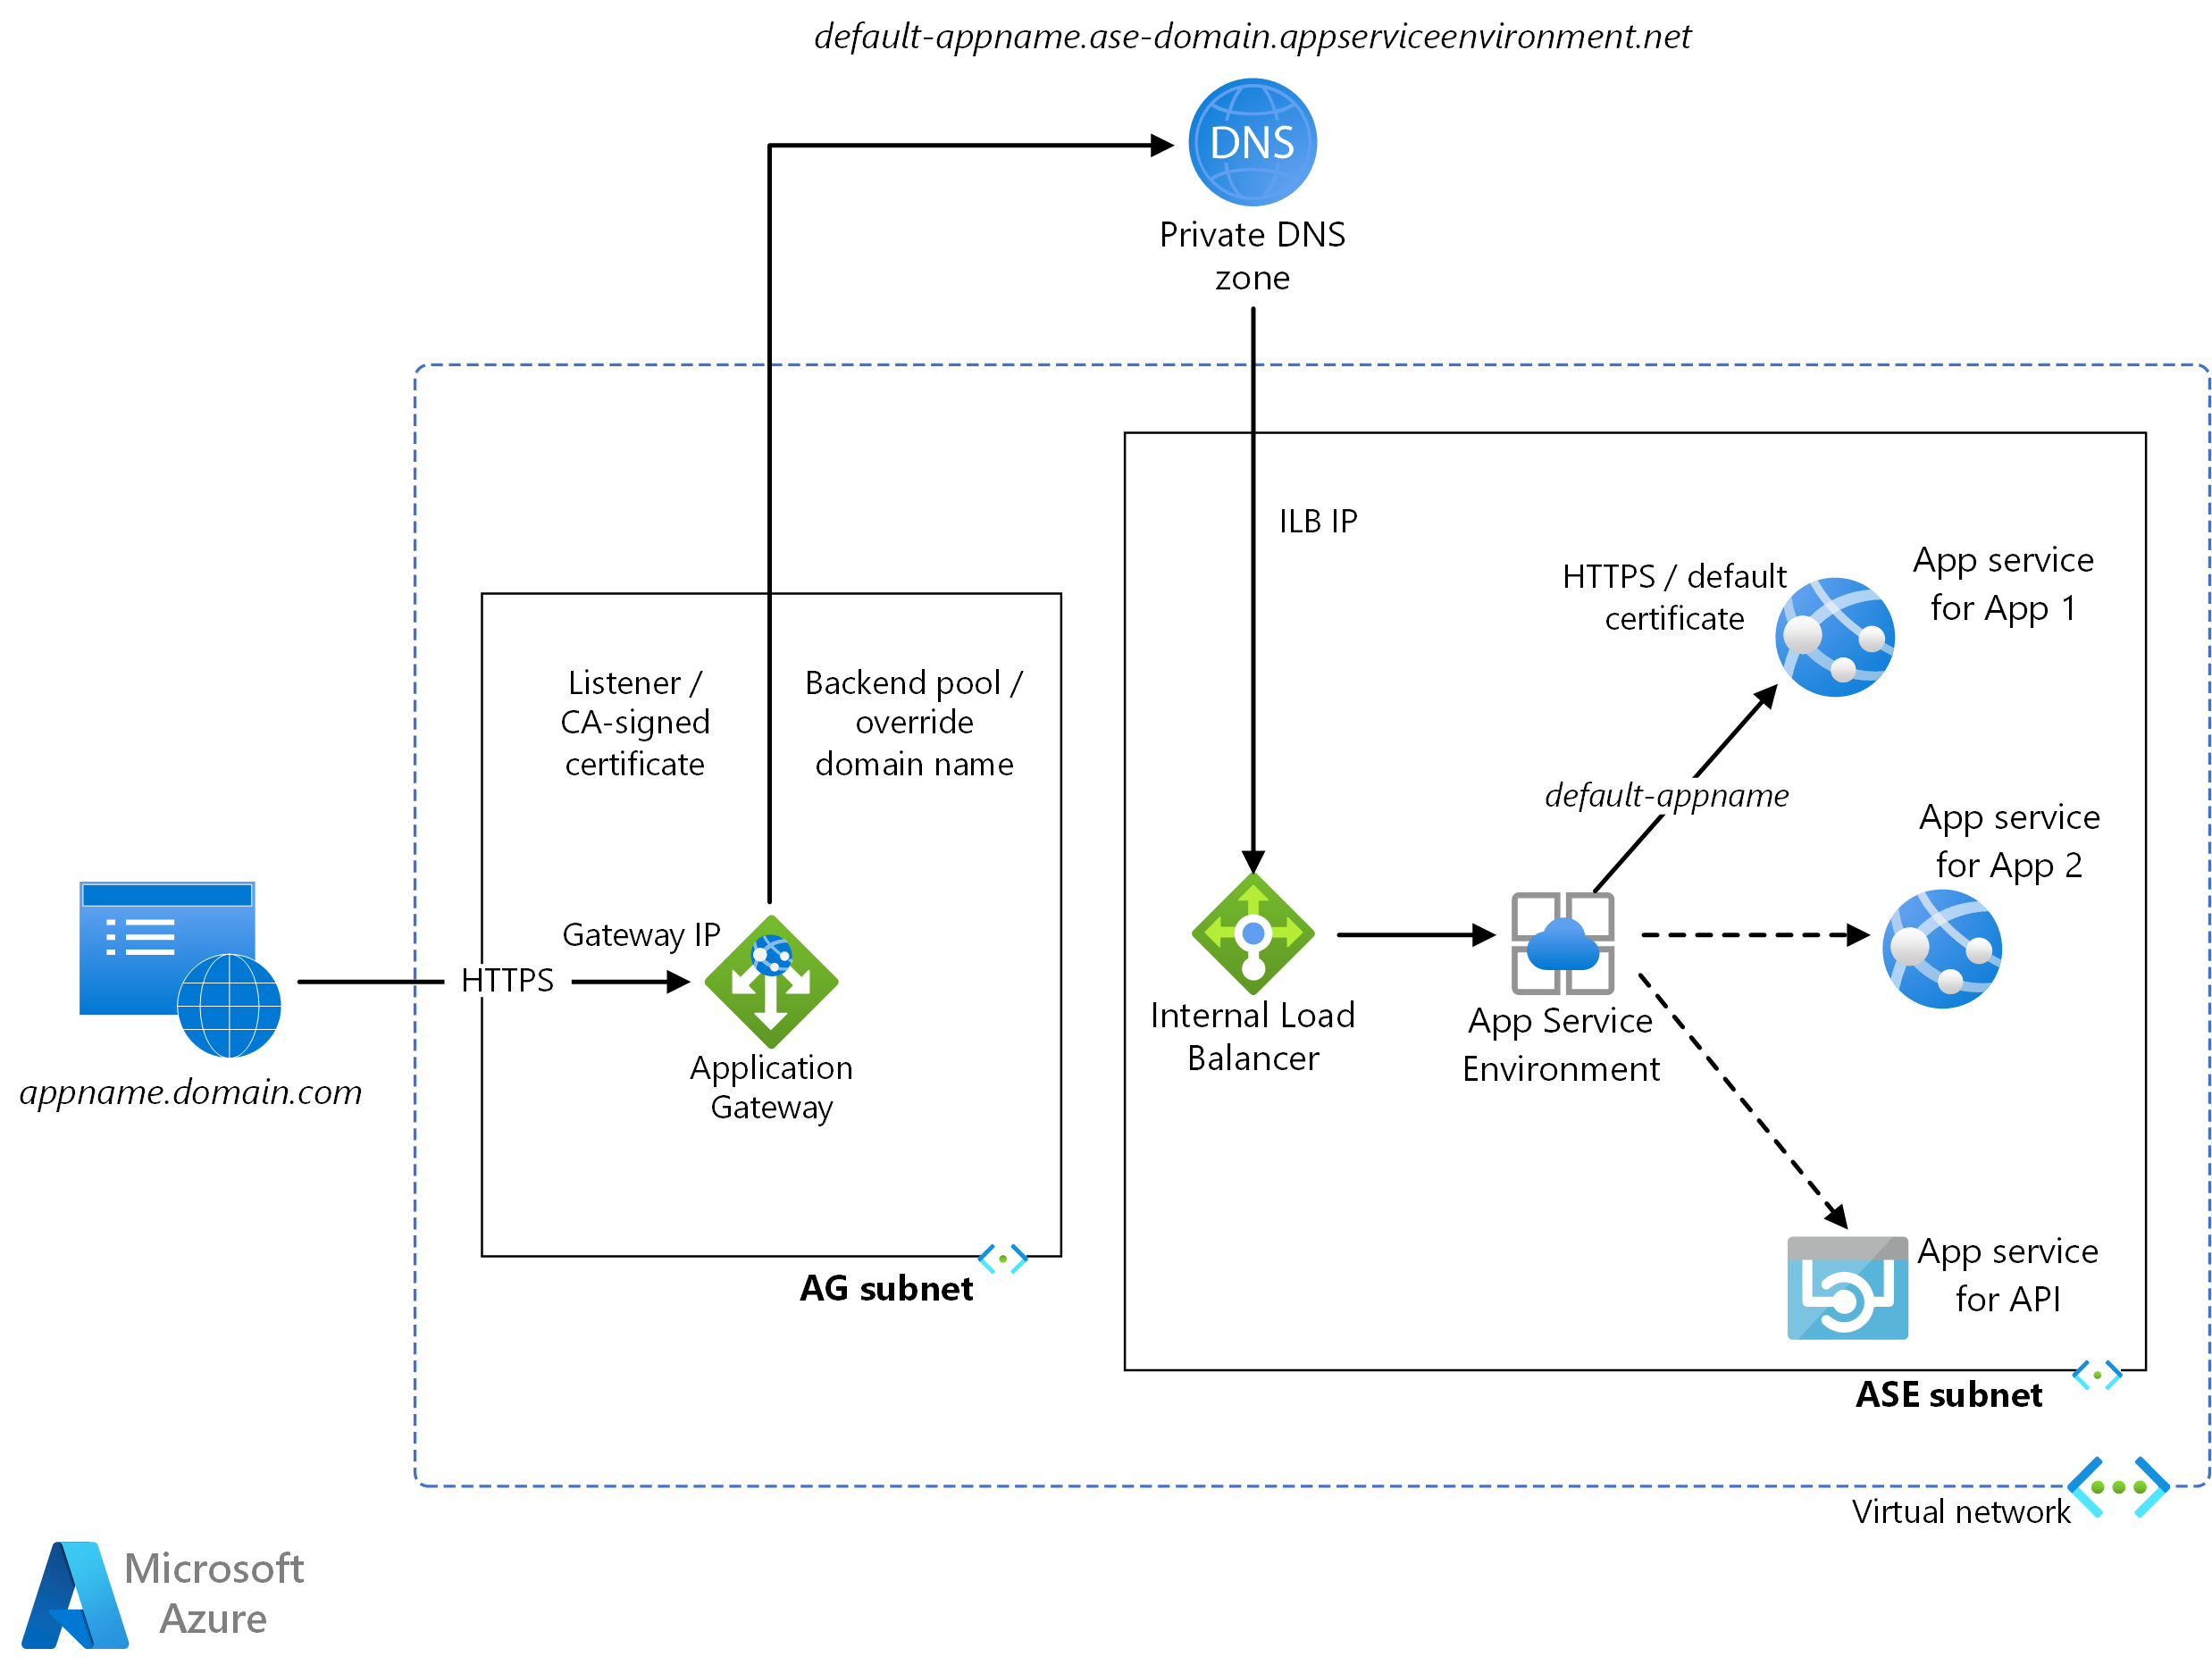 default-appname.ase-domain.appserviceenvironment.net
DNS
Private DNS
zone
ILB IP
HTTPS / default
certificate
App service
for App 1
Listener /
CA-signed
certificate
Backend pool /
override
domain name
default-appname
App service
for App 2
Gateway IP
HTTPS
appname.domain.com
Application
Gateway
Internal Load
Balancer
App Service
Environment
App service
for API
AG subnet
ASE subnet
Virtual network
Microsoft
Azure